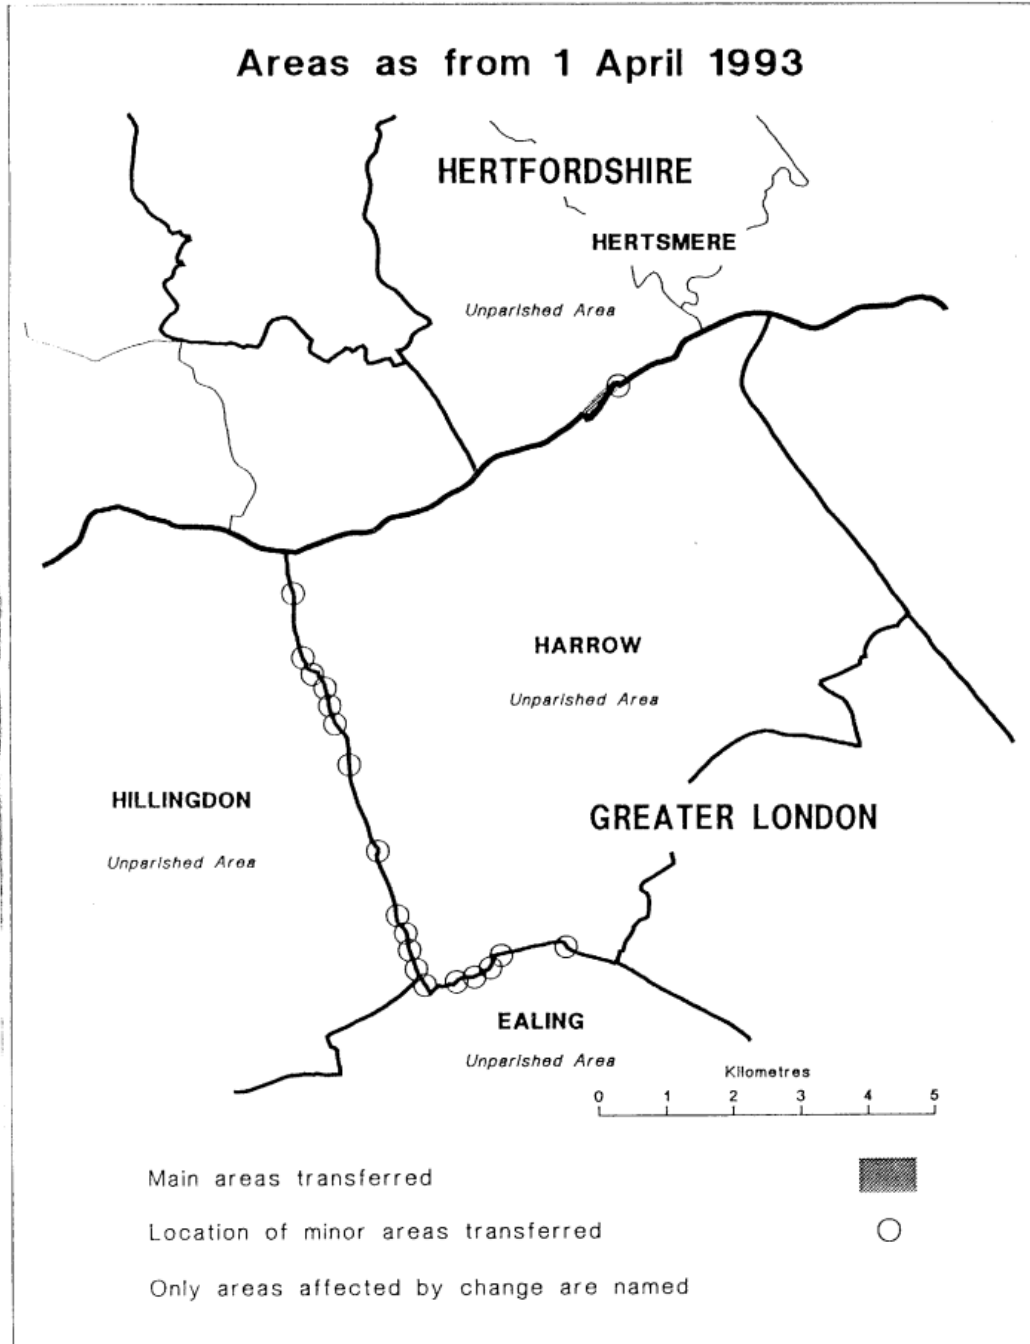 Areas as from 1 April 1993
HERTFORDSHIRE
HERTSMERE
Unparished Area
HARROW
Unparished Area
HILLINGDON
Unparished Area
GREATER LONDON
EALING
Unparished Area
Kilometres
0 1 2 3 4 5
Main areas transferred
Location of minor areas transferred
Only areas affected by change are named